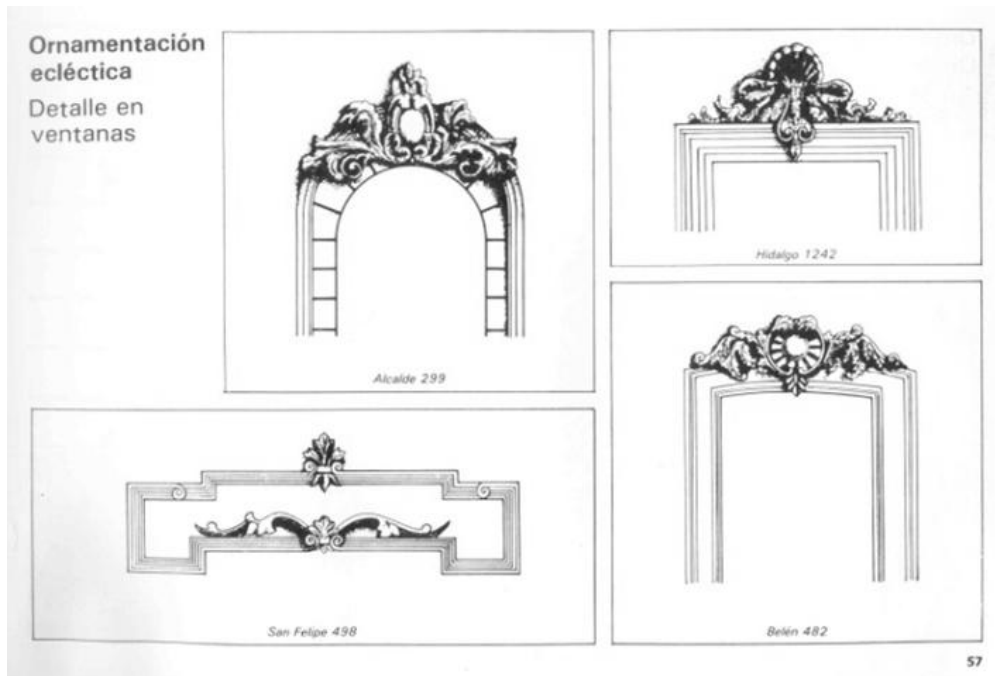 Ornamentación
ecléctica
Detalle en
ventanas
Alcalde 299
Hidalgo 1242
San Felipe 498
Belén 482
57